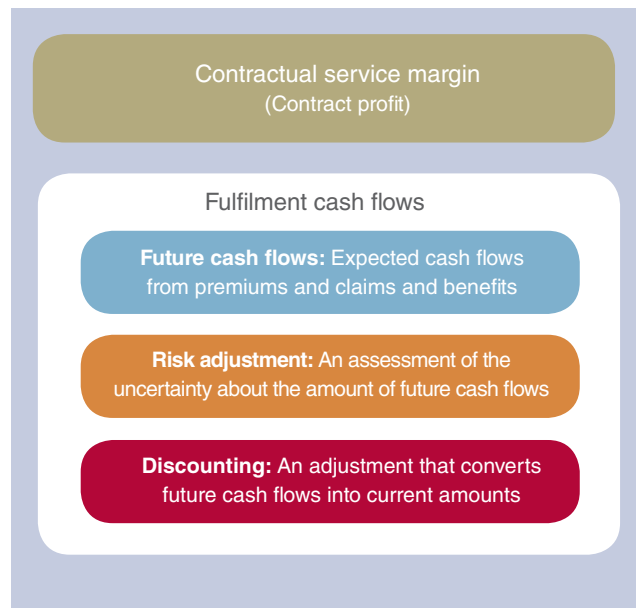 Contractual service margin
(Contract profit)
Fulfilment cash flows
Future cash flows: Expected cash flows
from premiums and claims and benefits
Risk adjustment: An assessment of the
uncertainty about the amount of future cash flows
Discounting: An adjustment that converts
future cash flows into current amounts